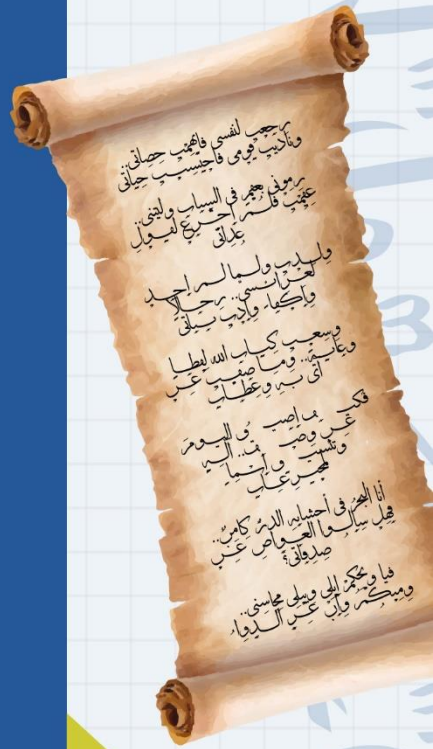 رجعت لنفسي فاتهمت حصاتي..
وناديت قومي فاحتسبت حياتي
رموني بعقم في الشباب وليتني..
عقمت فلم أجزع لقول
عداتي
ولدت ولما لم أجد
لعرائسي.. رجالا
وأكفاء وأدت بناتي
وسعت كتاب الله لفظا
وغاية.. وما ضقت عن
آي به وعظات
اليوم
عن
أنا البحر في أحشائه الدر كامن..
فهل سألوا الغواص عن
صدفاتي؟
فيا ويحكم أبلى وتبلى محاسني..
ومنكم وإن عز الدواء